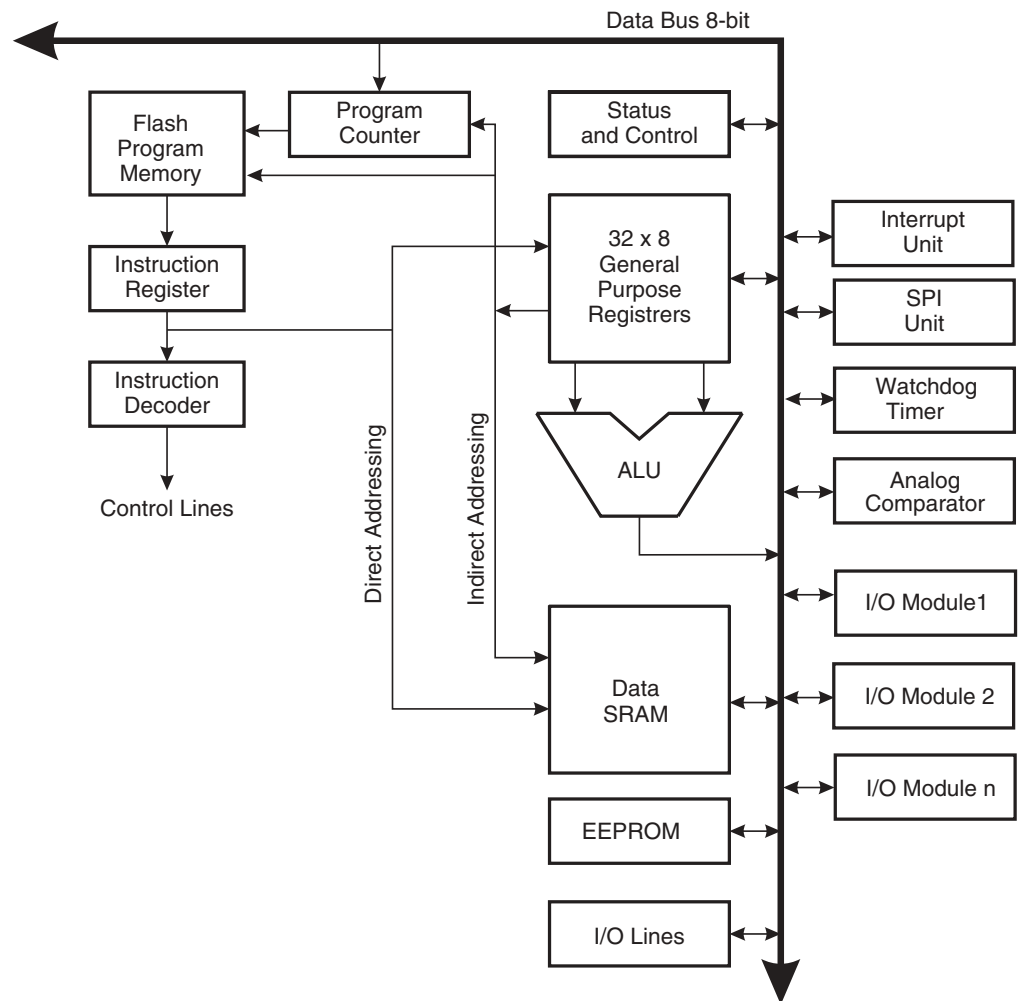 Data Bus 8-bit
Flash
Program
Memory
Program
Counter
Status
and Control
Interrupt
Unit
32 x 8
General
Purpose
Registrers
Instruction
Register
SPI
Unit
Instruction
Decoder
Watchdog
Timer
ALU
Analog
Comparator
Control Lines
Direct Addressing
Indirect Addressing
I/O Module1
Data
SRAM
I/O Module 2
I/O Module n
EEPROM
I/O Lines